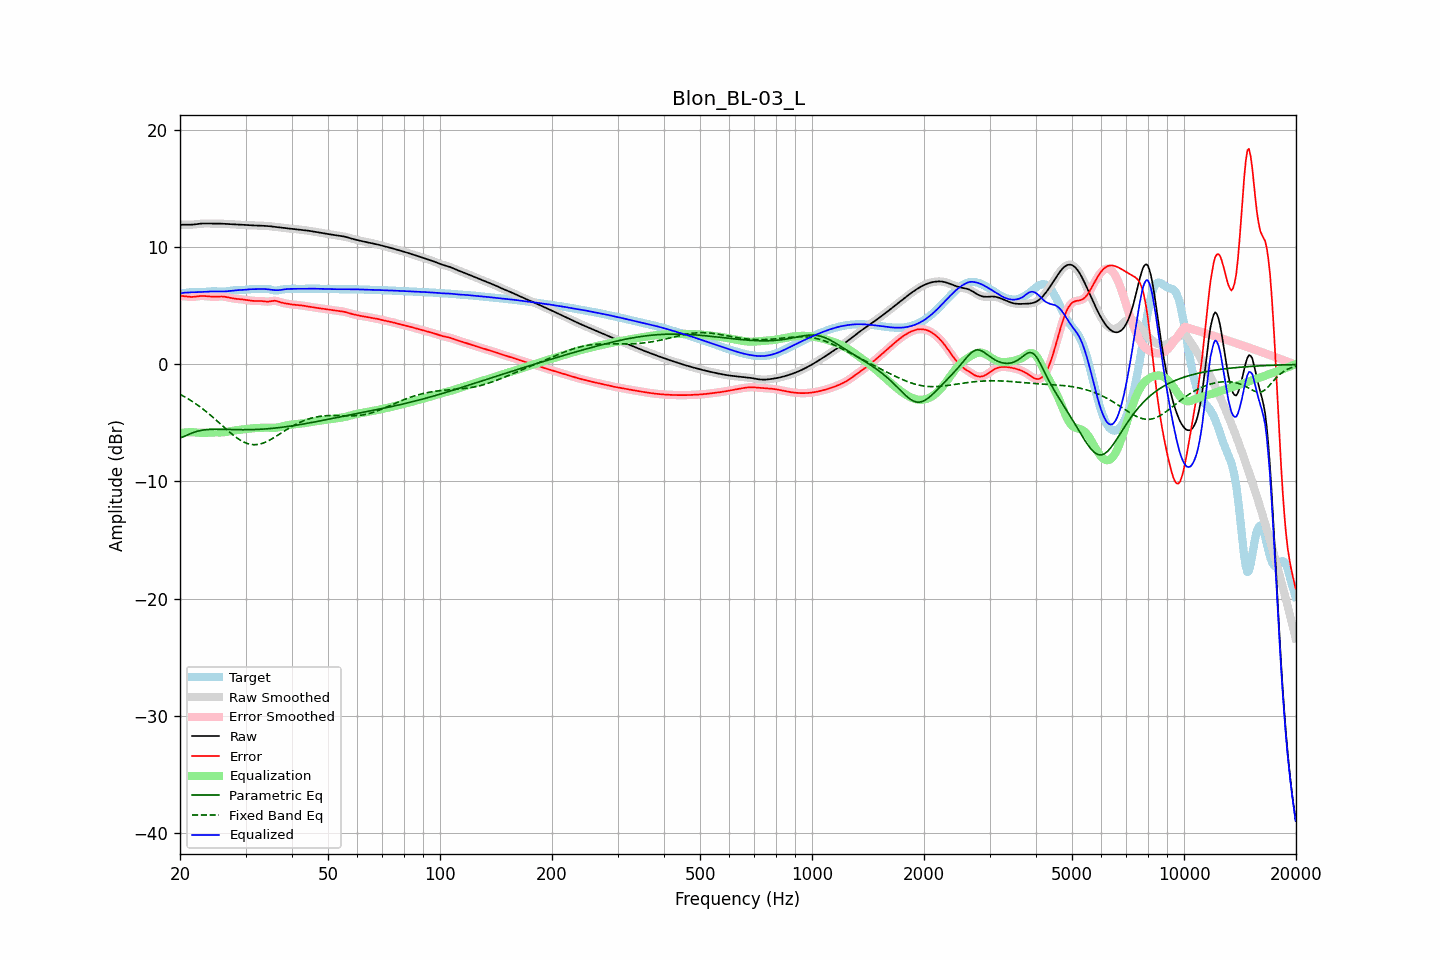 Blon_BL-03_L
20
10
0
−10
−20
−30
−40
Amplitude (dBr)
Target
Raw Smoothed
Error Smoothed
Raw
Error
Equalization
Parametric Eq
Fixed Band Eq
Equalized
20 50 100 200 500 1000 2000 5000 10000 20000
Frequency (Hz)